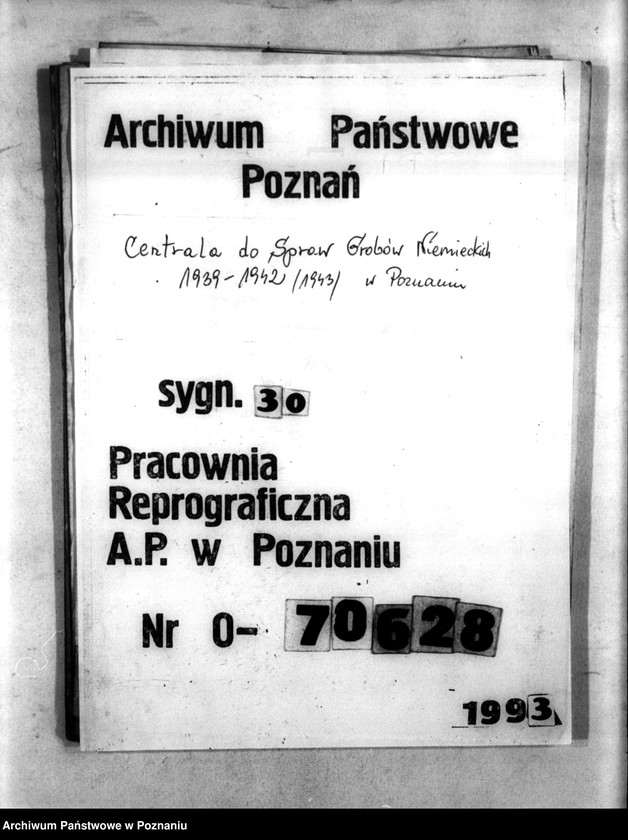 Archiwum Państwowe
Poznań
Centrala do Spraw Grobów Niemieckich
1939-1942 /1943/ w Poznaniu
sygn. 30
Pracownia
Reprograficzna
A.P. w Poznaniu
Nr 0-70628
1993
Archiwum Państwowe w Poznaniu